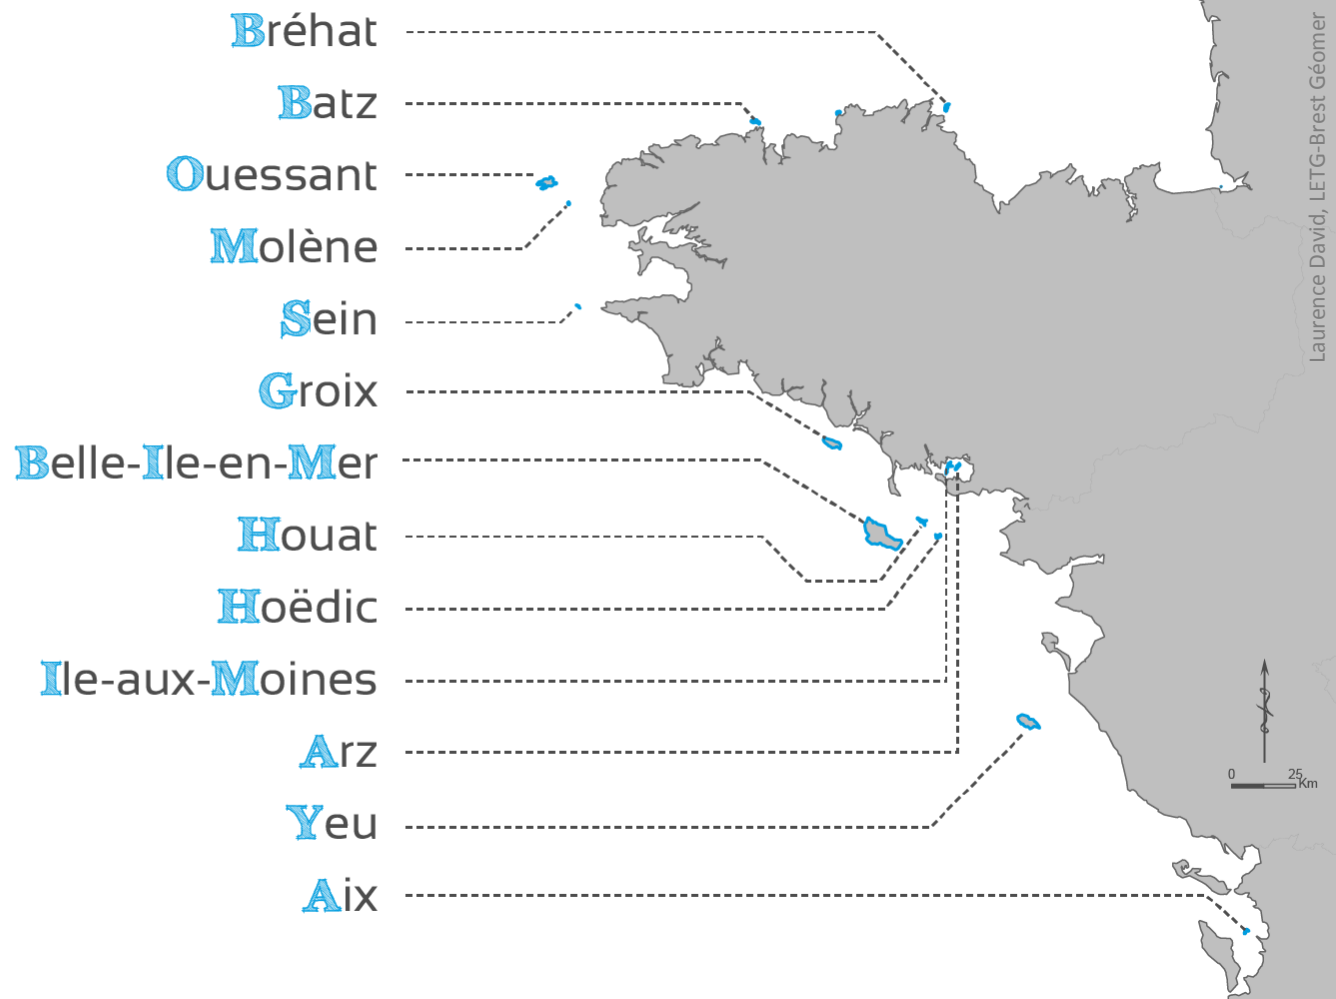 Bréhat
Batz
Ouessant
Molène
Sein
Groix
Belle-Ile-en-Mer
Houat
Hoëdic
Ile-aux-Moines
Arz
Yeu
Aix
Laurence David, LETG-Brest Géomer
0 25 Km